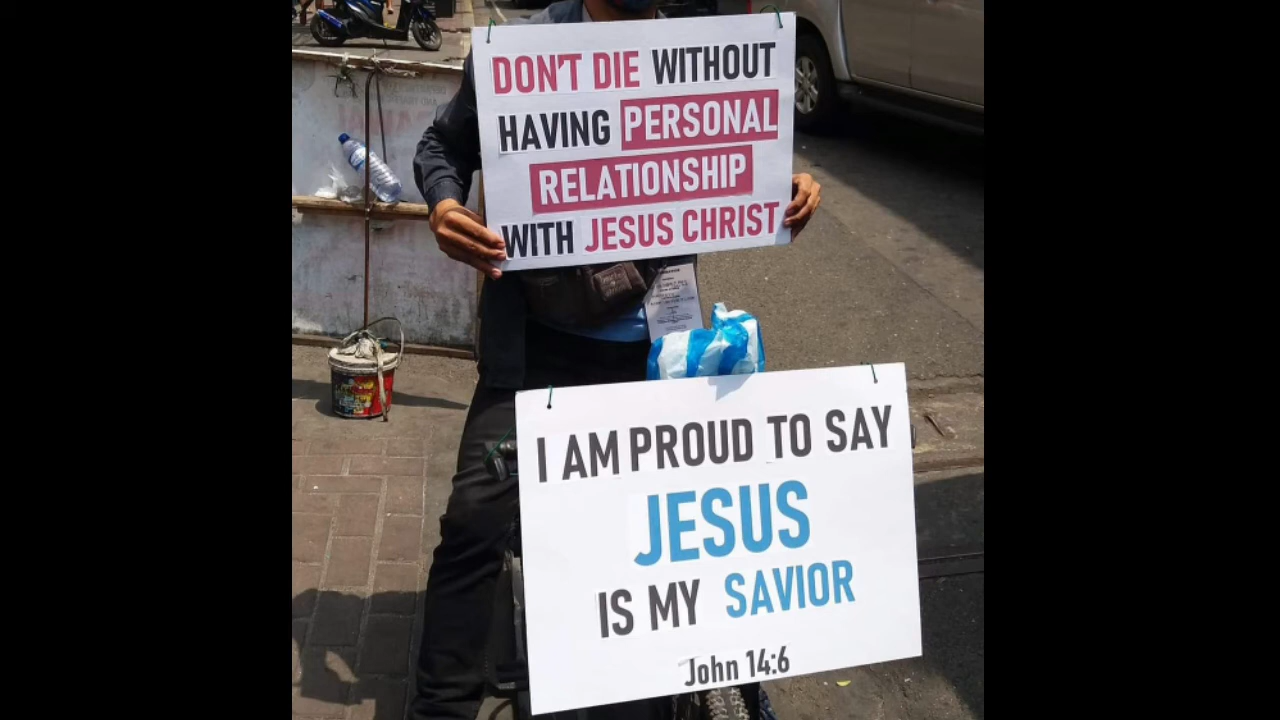 DON'T DIE WITHOUT
HAVING PERSONAL
RELATIONSHIP
WITH JESUS CHRIST
I AM PROUD TO SAY
JESUS
IS MY SAVIOR
John 14:6